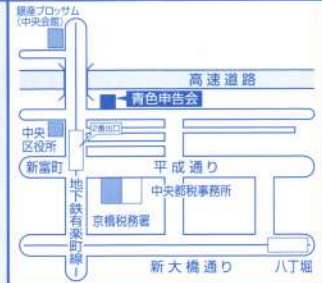 銀座ブロッサム
(中央会館)
高速道路
青色申告会
中央
区役所
2番出口
新富町
平成通り
地下鉄有楽町線
中央都税事務所
京橋税務署
新大橋通り
八丁堀